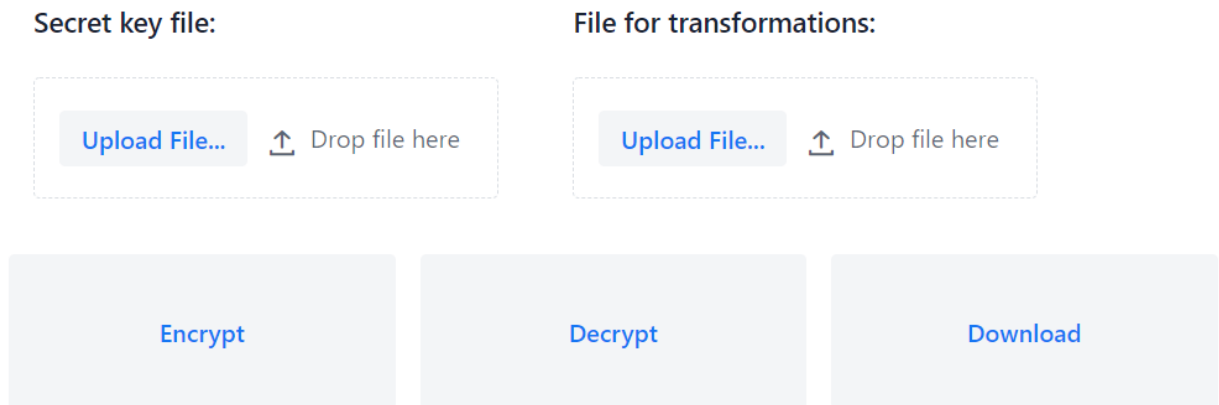 Secret key file:
File for transformations:
Upload File...
Drop file here
Upload File...
Drop file here
Encrypt
Decrypt
Download